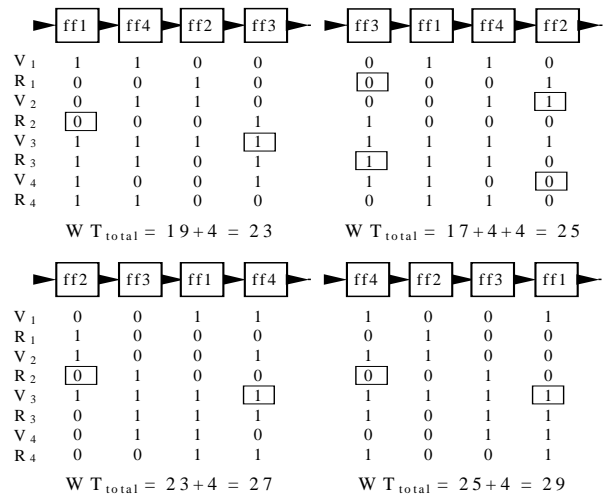 ff1 ff4 ff2 ff3
V1 1 1 0 0
R1 0 0 1 0
V2 0 1 1 0
R2 0 0 0 1
V3 1 1 1 1
R3 1 1 0 1
V4 1 0 0 1
R4 1 1 0 0
WTtotal = 19+4 = 23
ff3 ff1 ff4 ff2
0 1 1 0
0 0 0 1
0 0 1 1
1 0 0 0
1 1 1 1
1 1 1 0
1 1 0 0
0 1 1 0
WTtotal = 17+4+4 = 25
ff2 ff3 ff1 ff4
V1 0 0 1 1
R1 1 0 0 0
V2 1 0 0 1
R2 0 1 0 0
V3 1 1 1 1
R3 0 1 1 1
V4 0 1 1 0
R4 0 0 1 1
WTtotal = 23+4 = 27
ff4 ff2 ff3 ff1
1 0 0 1
0 1 0 0
1 1 0 0
0 0 1 0
1 1 1 1
1 0 1 1
0 0 1 1
1 0 0 1
WTtotal = 25+4 = 29